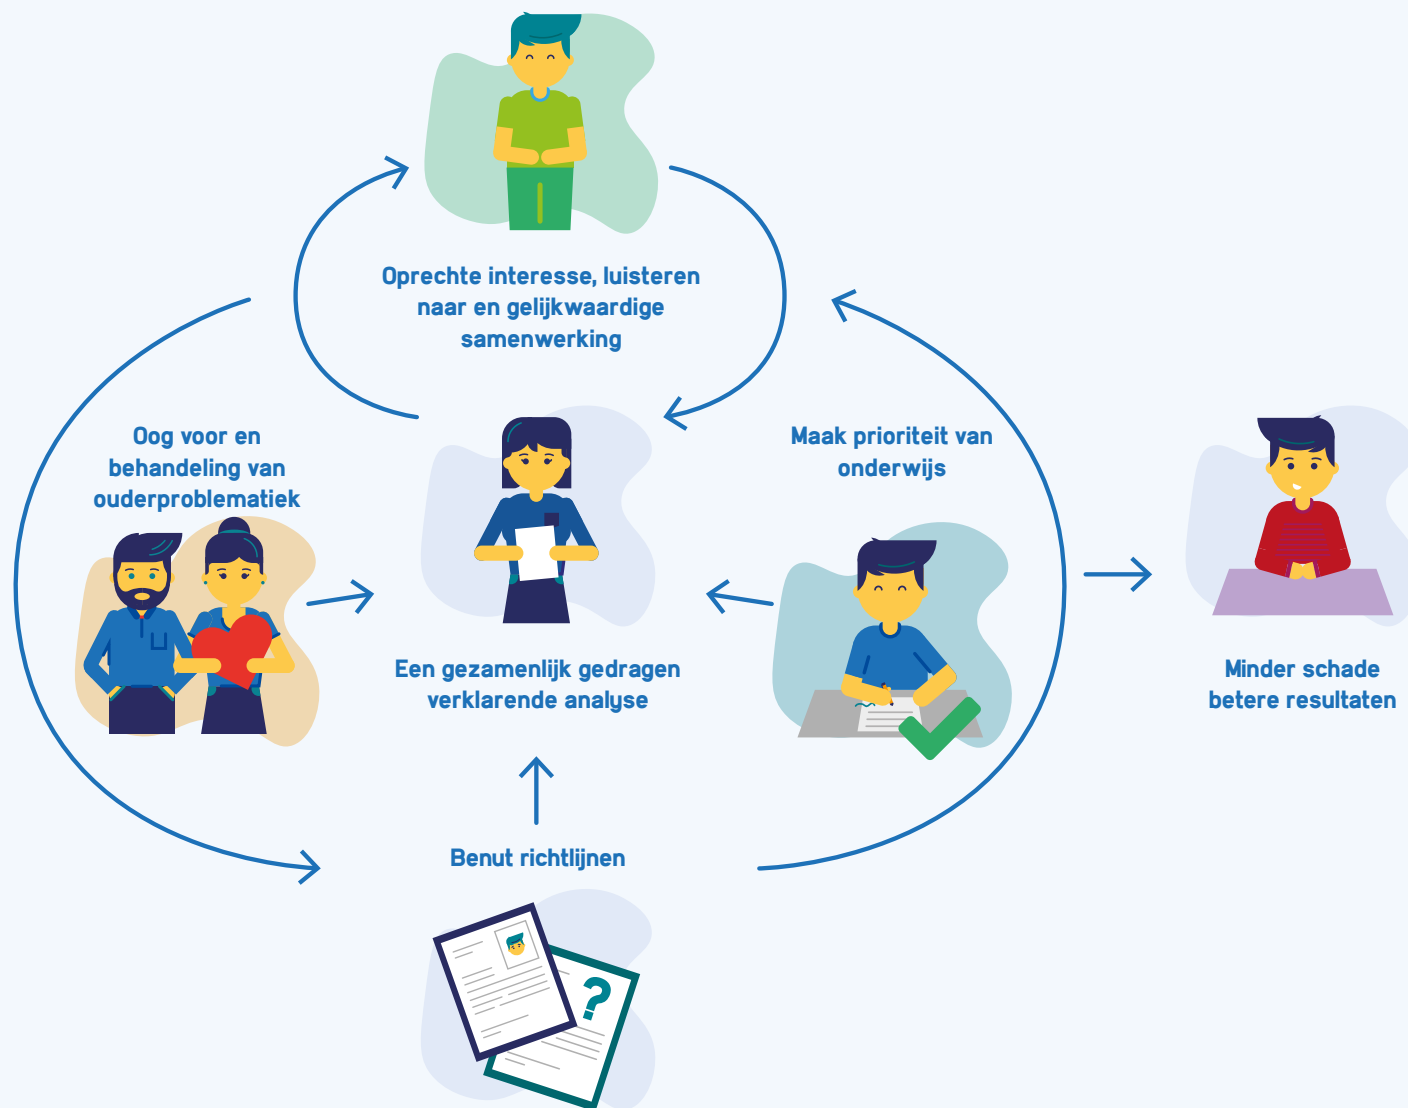 Oprechte interesse, luisteren
naar en gelijkwaardige
samenwerking
Oog voor en
behandeling van
ouderproblematiek
Maak prioriteit van
onderwijs
Een gezamenlijk gedragen
verklarende analyse
Minder schade
betere resultaten
Benut richtlijnen
?